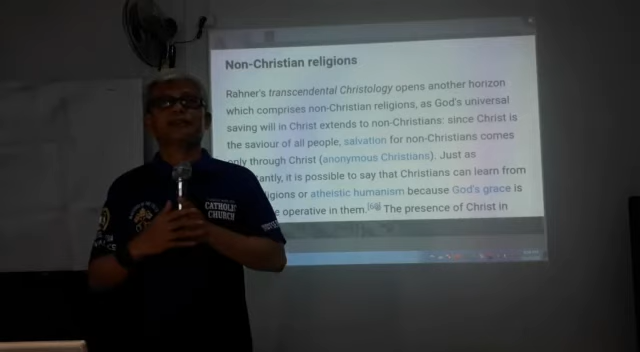 Non-Christian religions
Rahner's transcendental Christology opens another horizon
which comprises non-Christian religions, as God's universal
saving will in Christ extends to non-Christians: since Christ is
the saviour of all people, salvation for non-Christians comes
only through Christ (anonymous Christians). Just as
tantly, it is possible to say that Christians can learn from
ligions or atheistic humanism because God's grace is
e operative in them.[60] The presence of Christ in
CATHOLIC
CHURCH